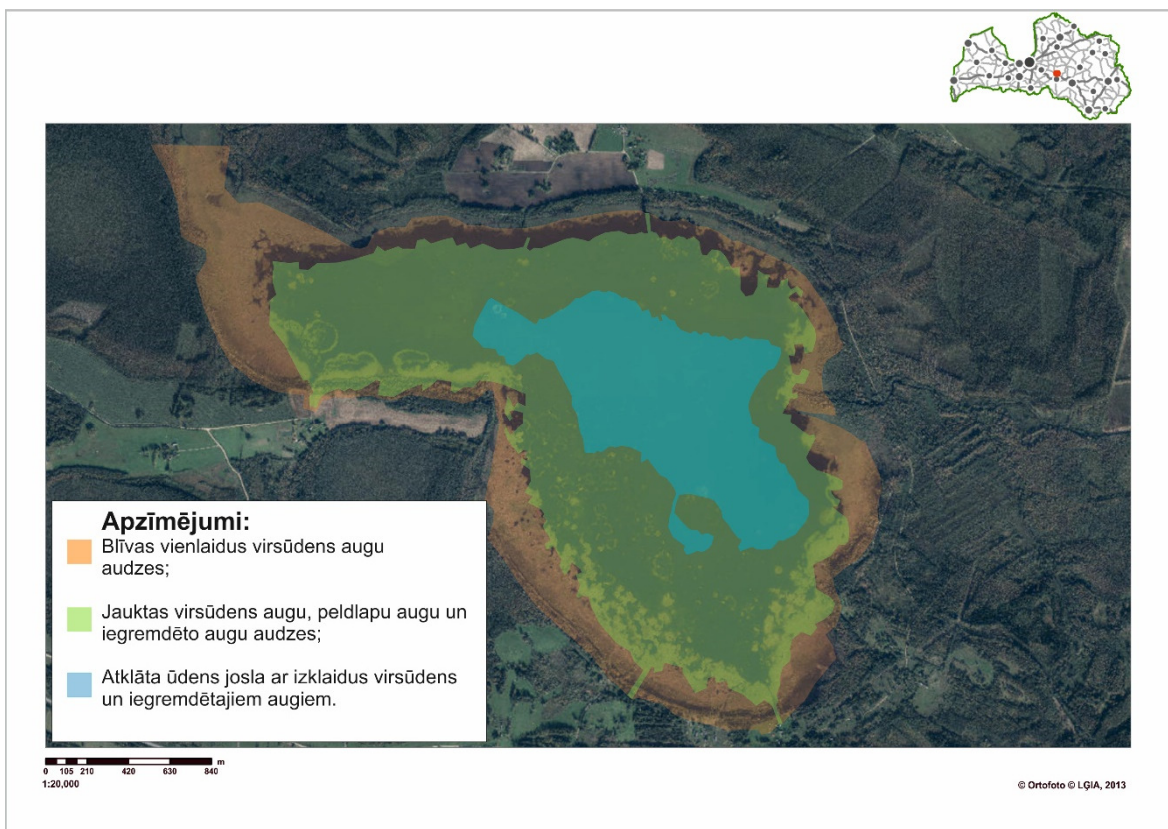 Apzīmējumi:
Blīvas vienlaidus virsūdens augu
audzes;
Jauktas virsūdens augu, peldlapu augu un
iegremdēto augu audzes;
Atklāta ūdens josla ar izklaidus virsūdens
un iegremdētajiem augiem.
m
0 105 210 420 630 840
1:20,000
© Ortofoto © LĢIA, 2013